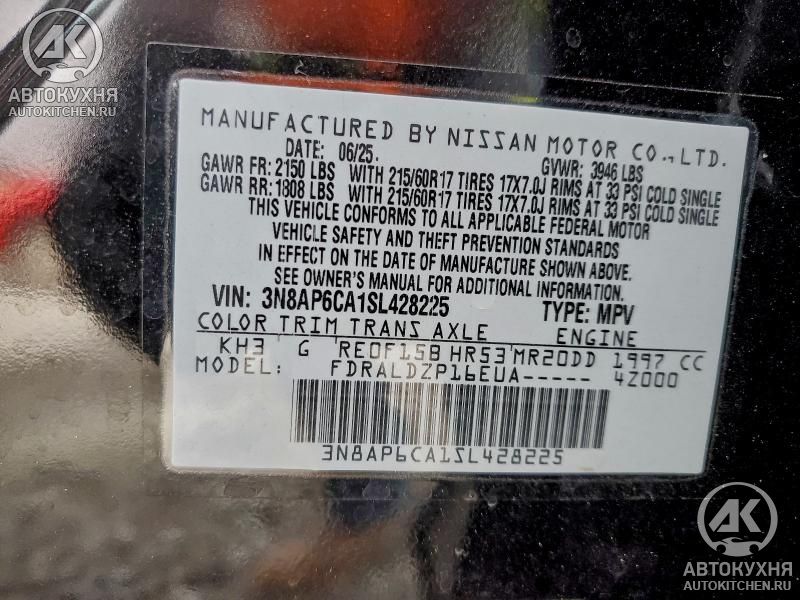 АК
АВТОКУХНЯ
AUTOKITCHEN.RU
MANUFACTURED BY NISSAN MOTOR CO.,LTD.
DATE: 06/25. GVWR: 3946 LBS
GAWR FR: 2150 LBS WITH 215/60R17 TIRES 17X7.0J RIMS AT 33 PSI COLD SINGLE
GAWR RR: 1808 LBS WITH 215/60R17 TIRES 17X7.0J RIMS AT 33 PSI COLD SINGLE
THIS VEHICLE CONFORMS TO ALL APPLICABLE FEDERAL MOTOR
VEHICLE SAFETY AND THEFT PREVENTION STANDARDS
IN EFFECT ON THE DATE OF MANUFACTURE SHOWN ABOVE.
SEE OWNER'S MANUAL FOR ADDITIONAL INFORMATION
VIN: 3N8AP6CA1SL428225 TYPE: MPV
COLOR TRIM TRANS AXLE ENGINE
KH3 G RE0F15B HR53 MR20DD 1997 CC
MODEL: FDRALDZP16EUA----- 4Z000
3N8AP6CA1SL428225
АК
АВТОКУХНЯ
AUTOKITCHEN.RU